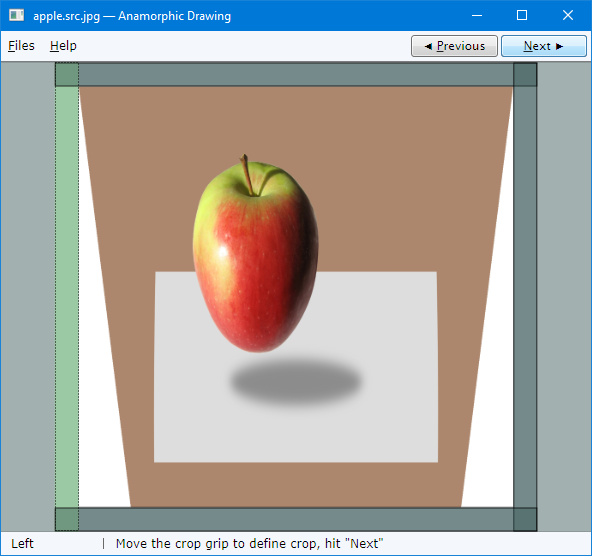 apple.src.jpg — Anamorphic Drawing
Files Help ◄ Previous Next ►
Left | Move the crop grip to define crop, hit "Next"